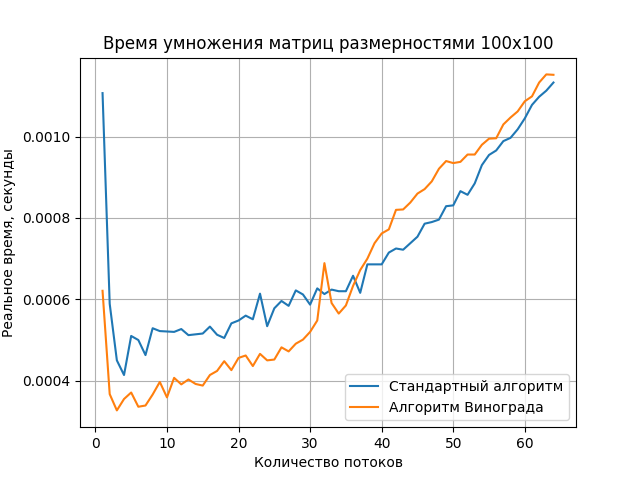 Время умножения матриц размерностями 100x100
Реальное время, секунды
0.0010
0.0008
0.0006
0.0004
0
10
20
30
40
50
60
Количество потоков
Стандартный алгоритм
Алгоритм Винограда